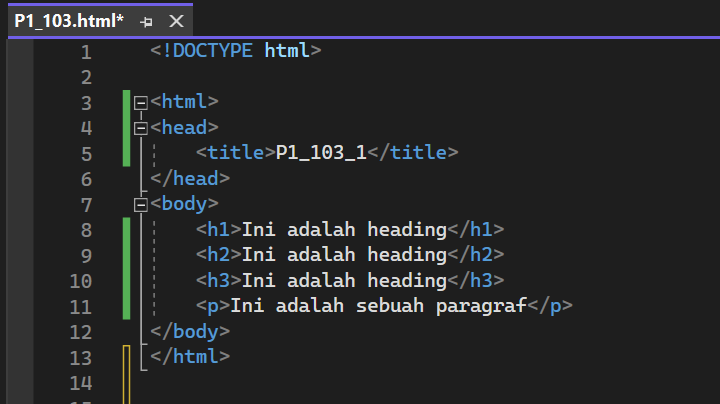 P1_103.html*
1 <!DOCTYPE html>
2
3 <html>
4 <head>
5 <title>P1_103_1</title>
6 </head>
7 <body>
8 <h1>Ini adalah heading</h1>
9 <h2>Ini adalah heading</h2>
10 <h3>Ini adalah heading</h3>
11 <p>Ini adalah sebuah paragraf</p>
12 </body>
13 </html>
14